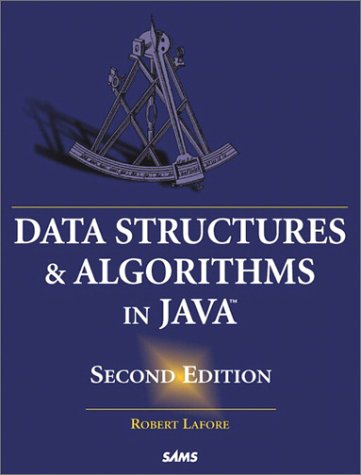 DATA STRUCTURES
& ALGORITHMS
IN JAVA™
SECOND EDITION
ROBERT LAFORE
SAMS